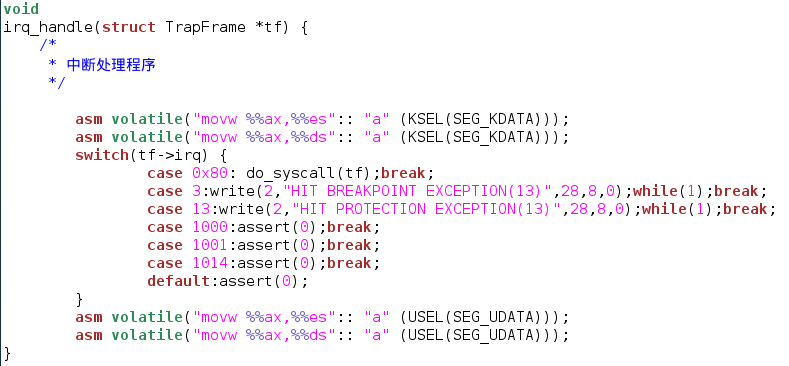 void
irq_handle(struct TrapFrame *tf) {
    /*
     * 中断处理程序
     */
        asm volatile("movw %%ax,%%es":: "a" (KSEL(SEG_KDATA)));
        asm volatile("movw %%ax,%%ds":: "a" (KSEL(SEG_KDATA)));
        switch(tf->irq) {
                case 0x80: do_syscall(tf);break;
                case 3:write(2,"HIT BREAKPOINT EXCEPTION(13)",28,8,0);while(1);break;
                case 13:write(2,"HIT PROTECTION EXCEPTION(13)",28,8,0);while(1);break;
                case 1000:assert(0);break;
                case 1001:assert(0);break;
                case 1014:assert(0);break;
                default:assert(0);
        }
        asm volatile("movw %%ax,%%es":: "a" (USEL(SEG_UDATA)));
        asm volatile("movw %%ax,%%ds":: "a" (USEL(SEG_UDATA)));
}